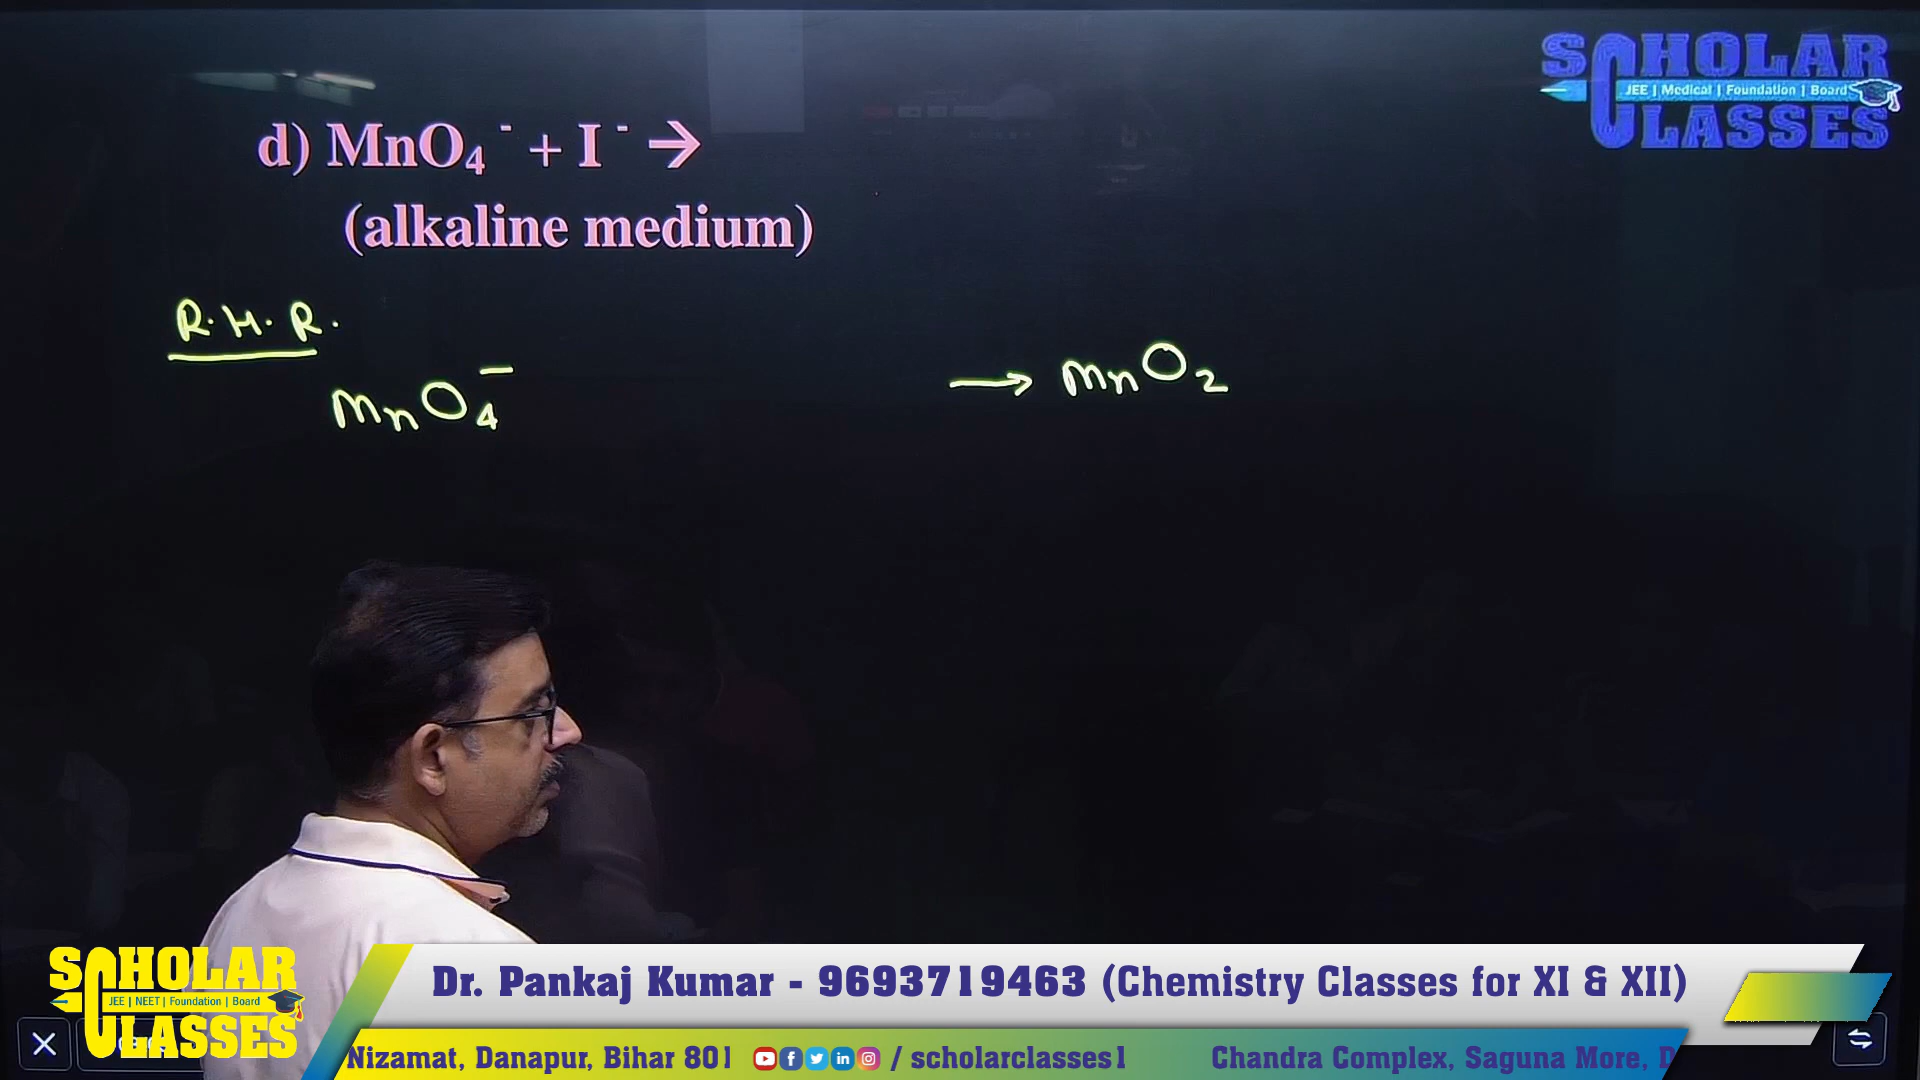 SCHOLAR
JEE | Medical | Foundation | Board
CLASSES
d) MnO₄⁻ + I⁻ →
(alkaline medium)
R.H.R.
MnO₄⁻ → MnO₂
SCHOLAR
JEE | NEET | Foundation | Board
CLASSES
Dr. Pankaj Kumar - 9693719463 (Chemistry Classes for XI & XII)
Nizamat, Danapur, Bihar 801 / scholarclasses1 Chandra Complex, Saguna More,